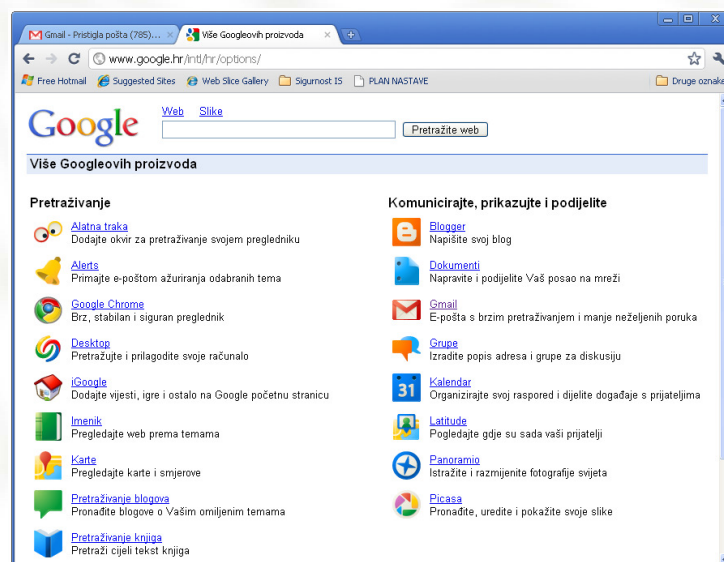 Gmail - Pristigla pošta (785)...
Više Googleovih proizvoda
www.google.hr/intl/hr/options/
Free Hotmail Suggested Sites Web Slice Gallery Sigurnost IS PLAN NASTAVE Druge oznake
Google
Web Slike
Pretražite web
Više Googleovih proizvoda
Pretraživanje
Alatna traka
Dodajte okvir za pretraživanje svojem pregledniku
Alerts
Primajte e-poštom ažuriranja odabranih tema
Google Chrome
Brz, stabilan i siguran preglednik
Desktop
Pretražujte i prilagodite svoje računalo
iGoogle
Dodajte vijesti, igre i ostalo na Google početnu stranicu
Imenik
Pregledajte web prema temama
Karte
Pregledajte karte i smjerove
Pretraživanje blogova
Pronađite blogove o Vašim omiljenim temama
Pretraživanje knjiga
Pretraži cijeli tekst knjiga
Komunicirajte, prikazujte i podijelite
Blogger
Napišite svoj blog
Dokumenti
Napravite i podijelite Vaš posao na mreži
Gmail
E-pošta s brzim pretraživanjem i manje neželjenih poruka
Grupe
Izradite popis adresa i grupe za diskusiju
31
Kalendar
Organizirajte svoj raspored i dijelite događaje s prijateljima
Latitude
Pogledajte gdje su sada vaši prijatelji
Panoramio
Istražite i razmijenite fotografije svijeta
Picasa
Pronađite, uredite i pokažite svoje slike